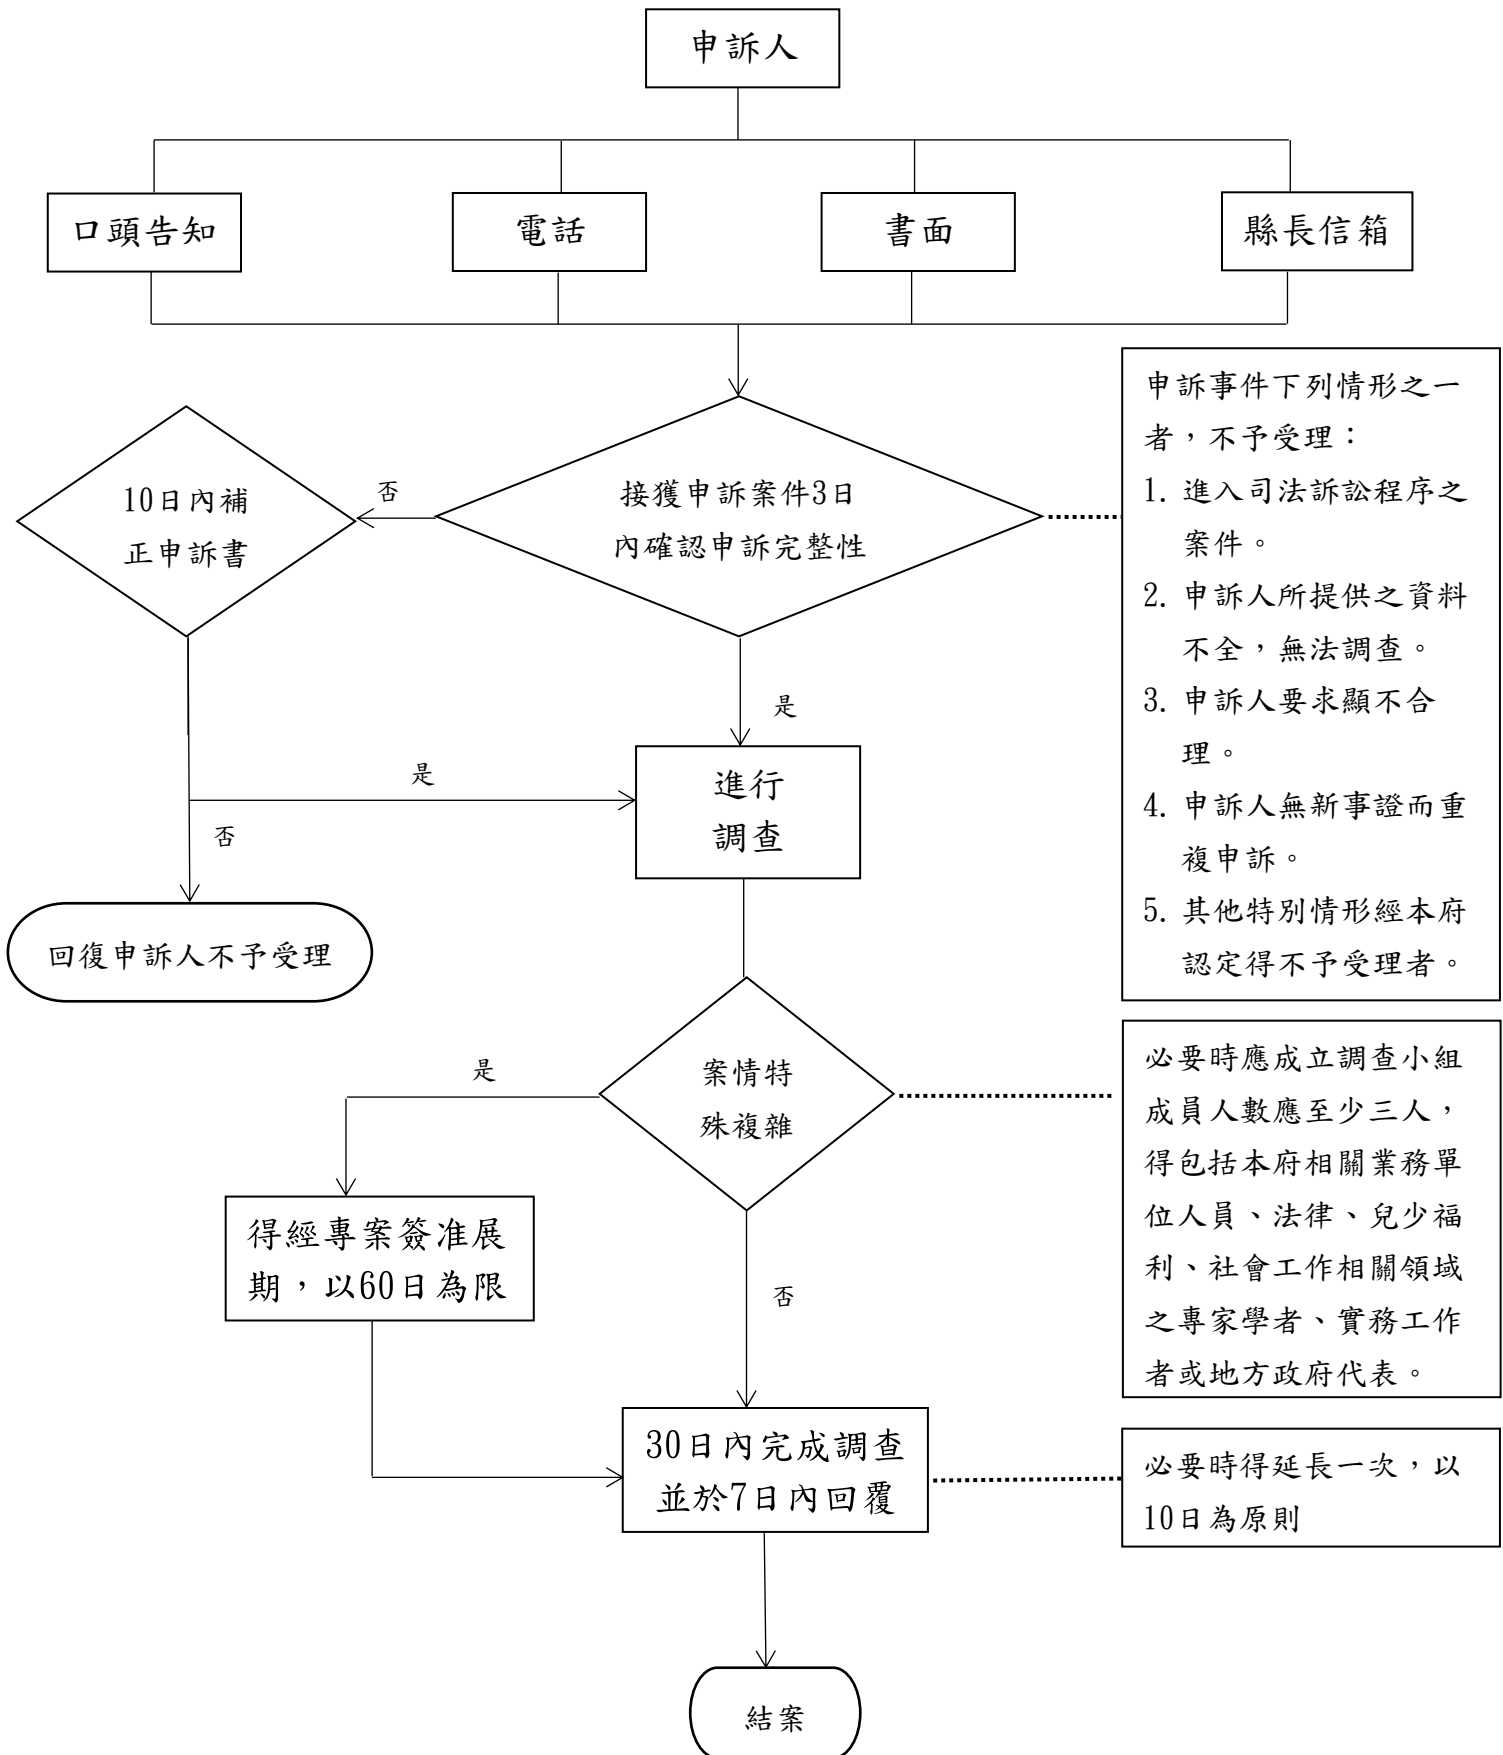 申訴人
口頭告知
電話
書面
縣長信箱
申訴事件下列情形之一
者，不予受理：
1. 進入司法訴訟程序之
案件。
2. 申訴人所提供之資料
不全，無法調查。
3. 申訴人要求顯不合
理。
4. 申訴人無新事證而重
複申訴。
5. 其他特別情形經本府
認定得不予受理者。
接獲申訴案件3日
內確認申訴完整性
否
10日內補
正申訴書
是
是
進行
調查
否
回復申訴人不予受理
案情特
殊複雜
是
必要時應成立調查小組
成員人數應至少三人，
得包括本府相關業務單
位人員、法律、兒少福
利、社會工作相關領域
之專家學者、實務工作
者或地方政府代表。
得經專案簽准展
期，以60日為限
否
30日內完成調查
並於7日內回覆
必要時得延長一次，以
10日為原則
結案